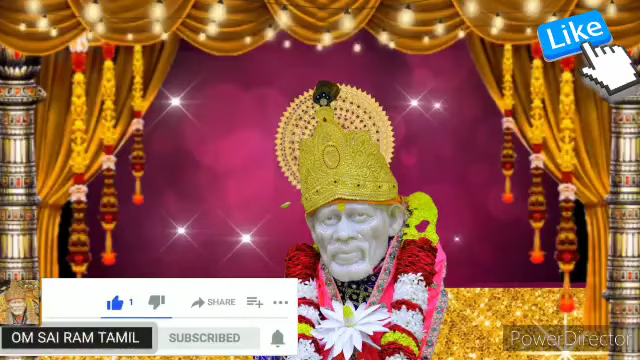 Like
1
SHARE
OM SAI RAM TAMIL
SUBSCRIBED
PowerDirector